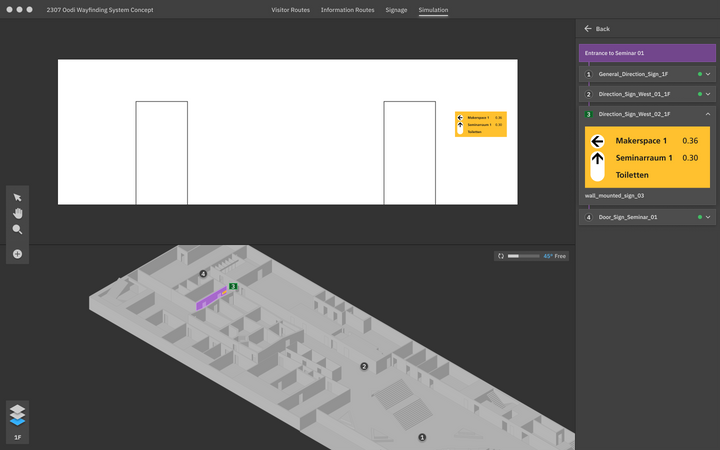 2307 Oodi Wayfinding System Concept
Visitor Routes
Information Routes
Signage
Simulation
Back
Entrance to Seminar 01
1 General_Direction_Sign_1F
2 Direction_Sign_West_01_1F
3 Direction_Sign_West_02_1F
Makerspace 1 0.36
Seminarraum 1 0.30
Toiletten
wall_mounted_sign_03
4 Door_Sign_Seminar_01
Makerspace 1 0.36
Seminarraum 1 0.30
Toiletten
45° Free
4
3
2
1
1F